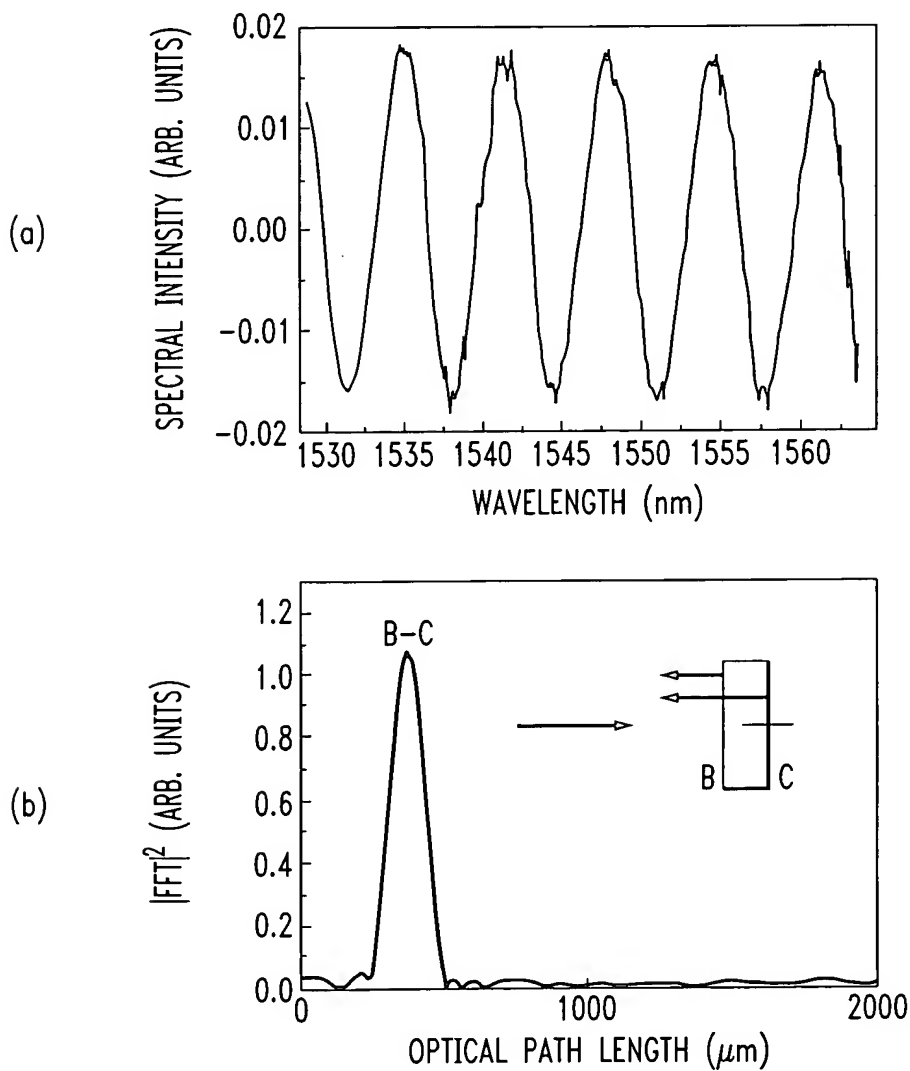 (a)
SPECTRAL INTENSITY (ARB. UNITS)
0.02
0.01
0.00
-0.01
-0.02
1530 1535 1540 1545 1550 1555 1560
WAVELENGTH (nm)
(b)
|FFT|² (ARB. UNITS)
1.2
1.0
0.8
0.6
0.4
0.2
0.0
B-C
B C
0 1000 2000
OPTICAL PATH LENGTH (μm)